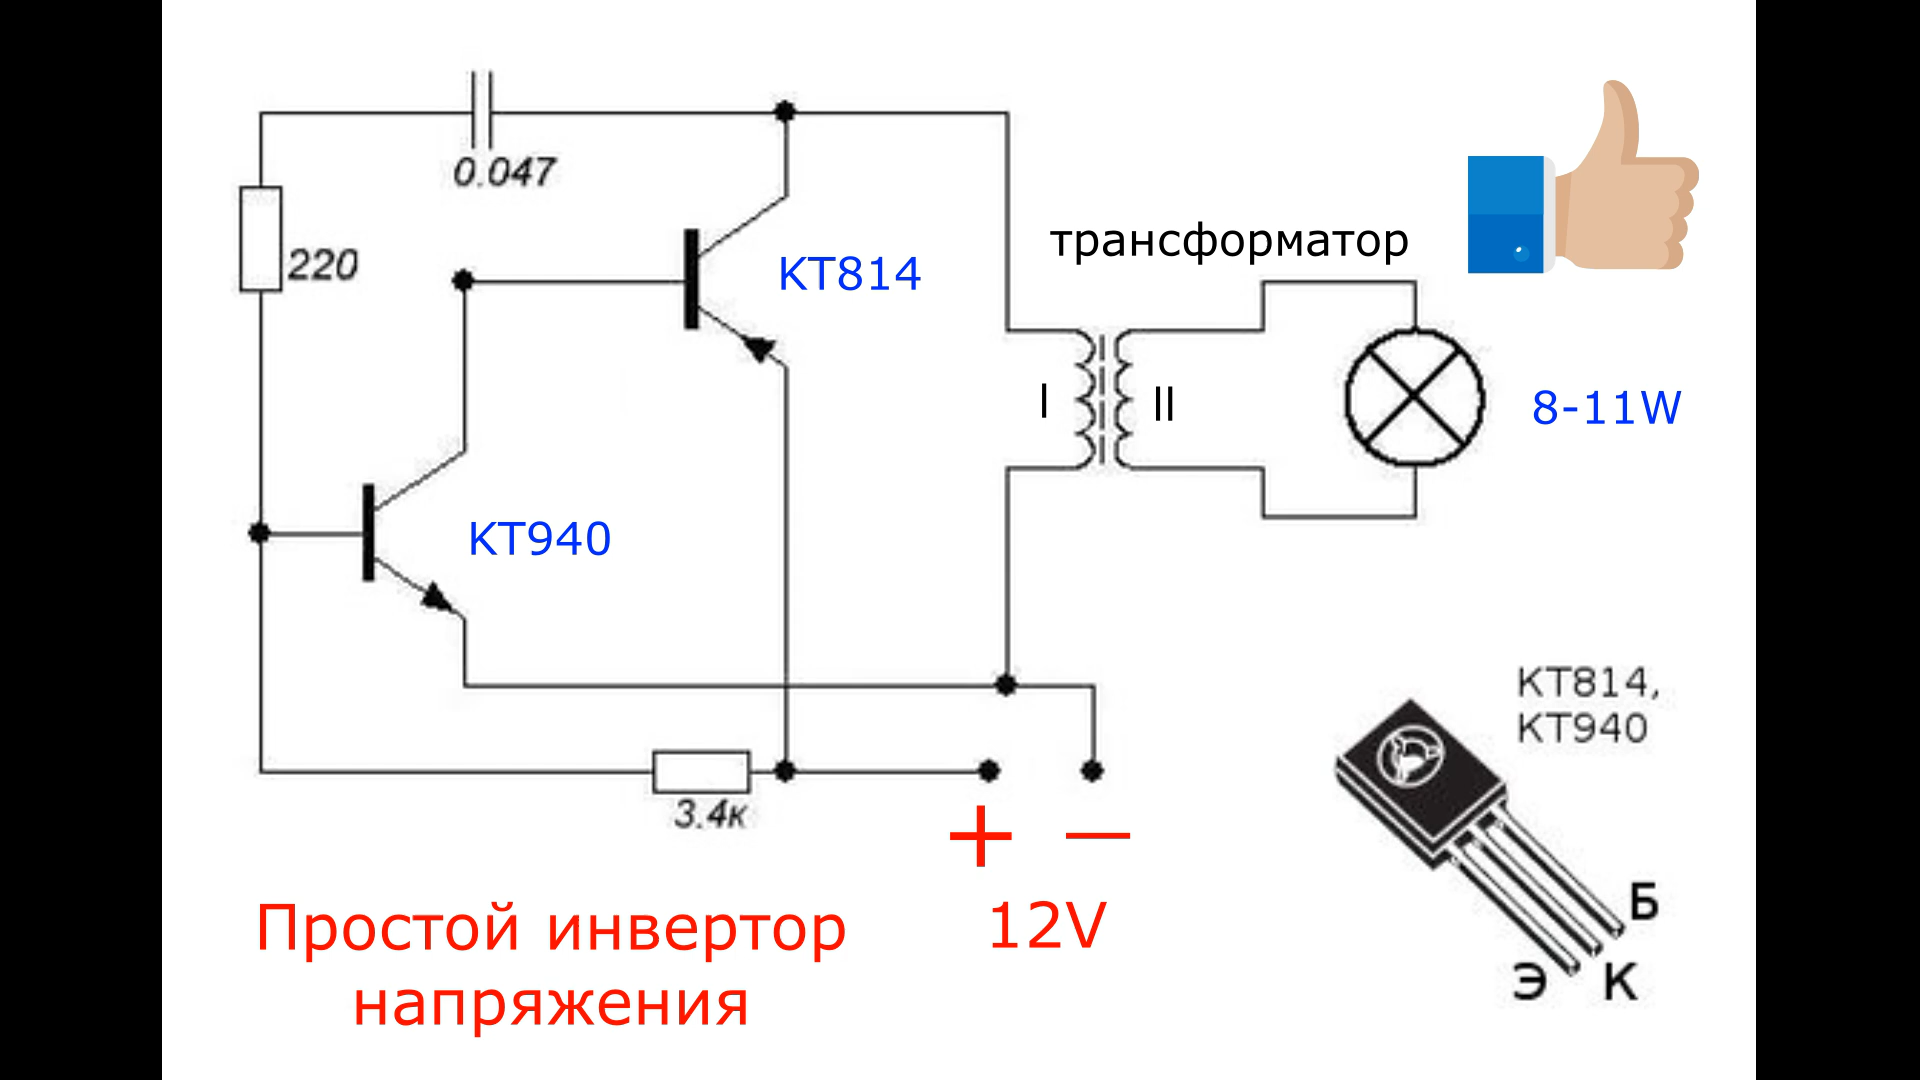 0.047
220
KT814
трансформатор
I
II
8-11W
KT940
3.4к
+ −
12V
Простой инвертор
напряжения
KT814,
KT940
Б
Э К